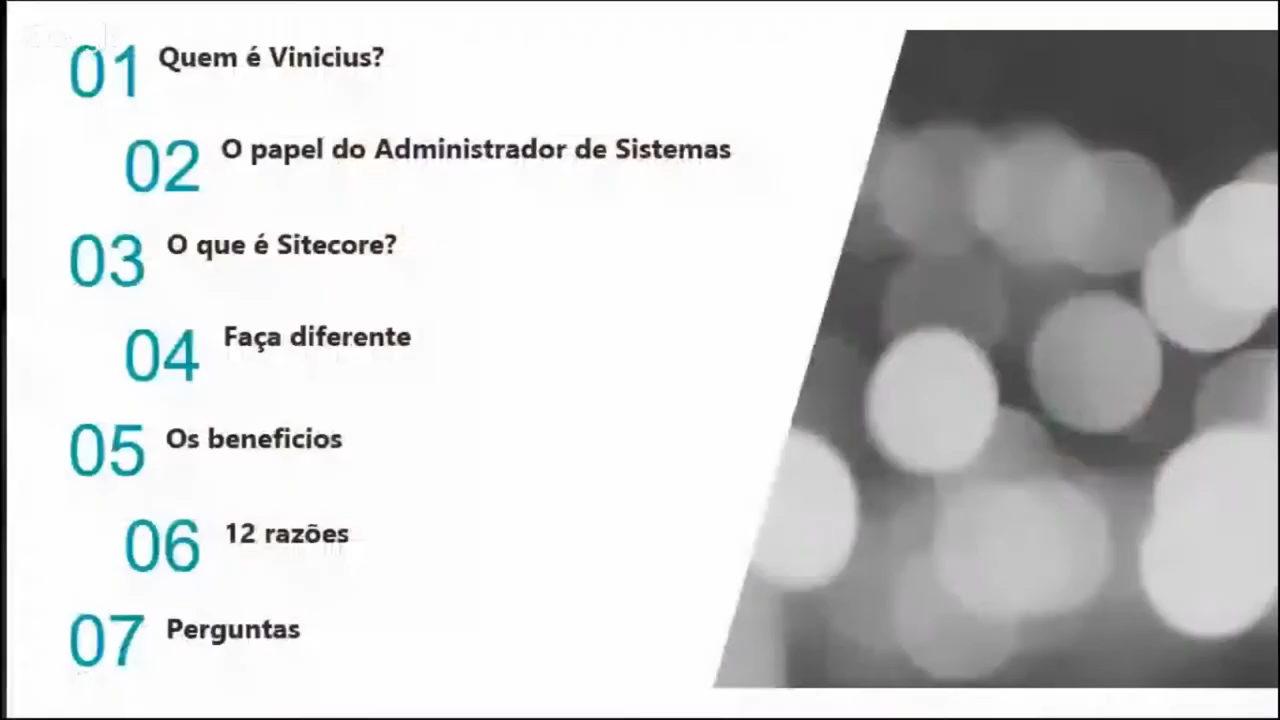 01 Quem é Vinicius?
02 O papel do Administrador de Sistemas
03 O que é Sitecore?
04 Faça diferente
05 Os beneficios
06 12 razões
07 Perguntas